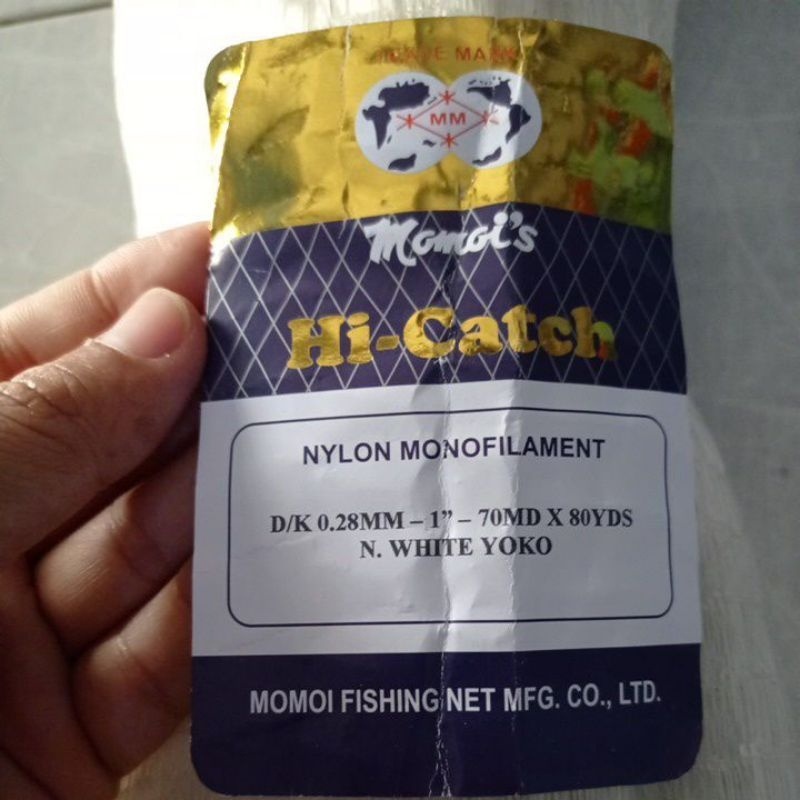 TRADE MARK
MM
Momoi's
Hi-Catch
NYLON MONOFILAMENT
D/K 0.28MM – 1" – 70MD X 80YDS
N. WHITE YOKO
MOMOI FISHING NET MFG. CO., LTD.